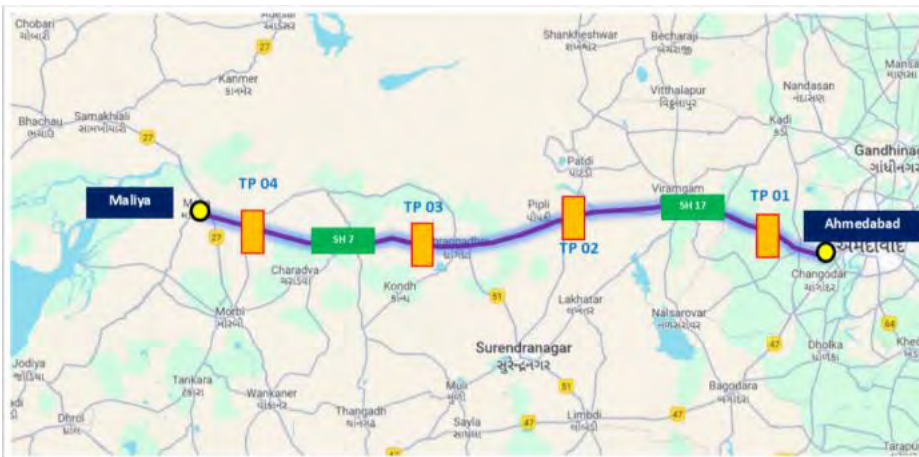 Chobari
ચોબારી
27
Shankheshwar
Becharaji
Mansa
માણસા
Kanmer
કાનમેર
Vitthalapur
વિઠ્ઠલાપુર
Nandasan
નંદાસણ
Bhachau
ભચાઉ
Samakhiali
સામખીયારી
27
Kadi
કડી
Gandhinag
ગાંધીનગર
Patdi
પાટડી
Viramgam
Maliya
TP 04
TP 03
Pipli
પીપળી
SH 17
TP 01
Ahmedabad
27
SH 7
TP 02
અમદાવાદ
Charadva
ચરાડવા
Changodar
ચાંગોદર
Kondh
કોન્ધ
51
Lakhatar
લખતર
Nalsarovar
નળસરોવર
Morbi
મોરબી
64
47
Dholka
ધોળકા
Jodiya
જોડિયા
Surendranagar
સુરેન્દ્રનગર
Tankara
ટંકારા
Wankaner
વાંકાનેર
Muli
મુળી
51
Bagodara
બગોદરા
Thangadh
થાનગઢ
Sayla
સાયલા
47
Limbdi
લીંબડી
47
Dhrol
ધ્રોલ
47
Tarapur